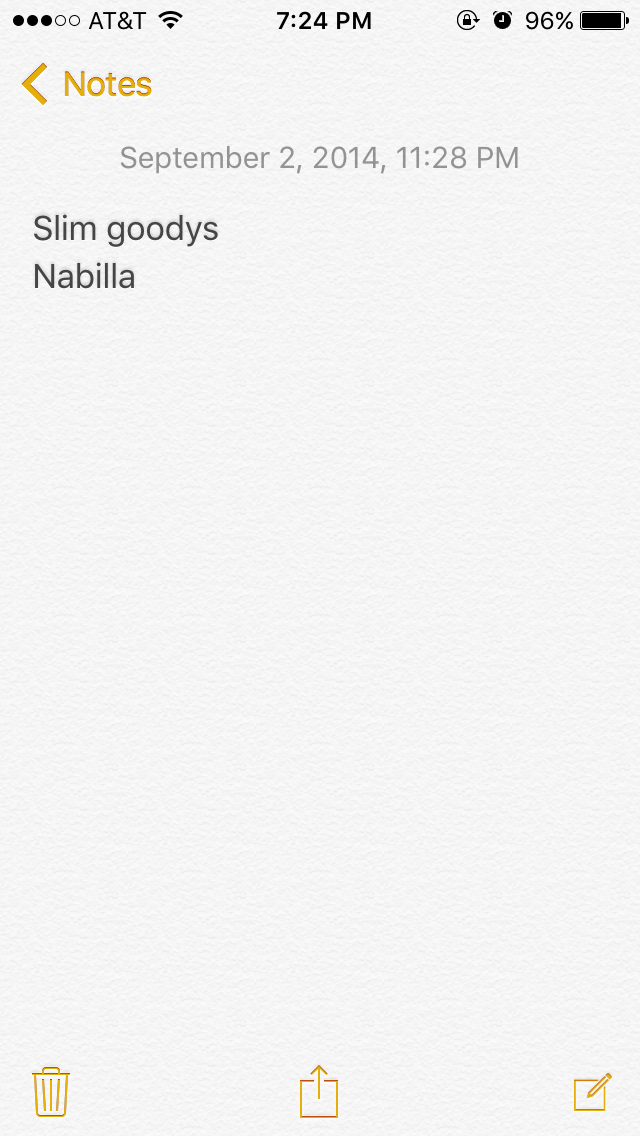 AT&T 7:24 PM 96%
Notes
September 2, 2014, 11:28 PM
Slim goodys
Nabilla